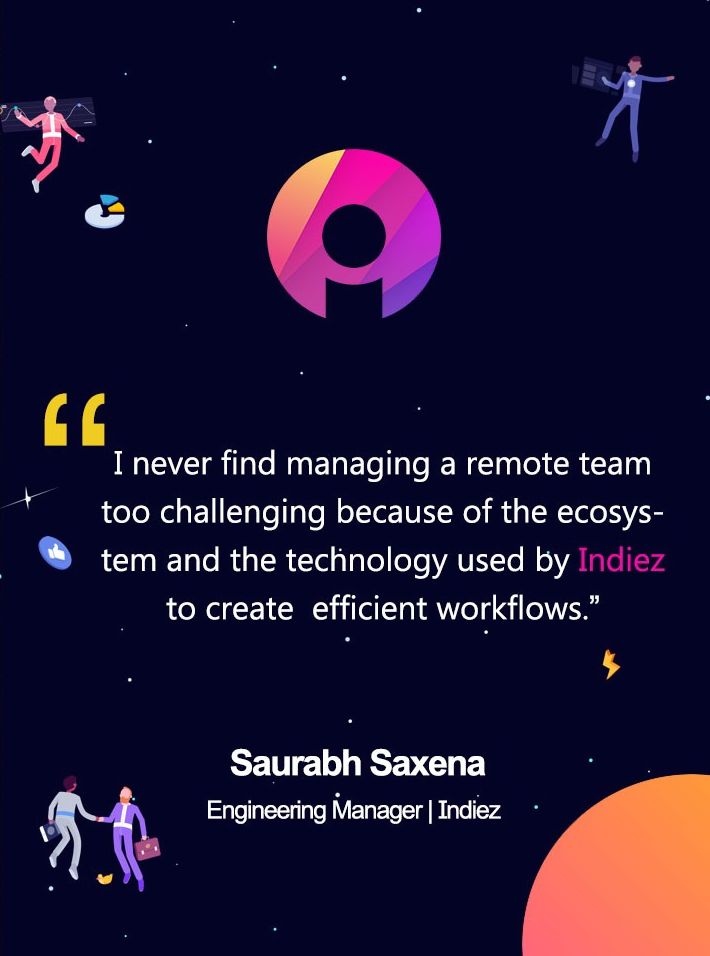 “ I never find managing a remote team
too challenging because of the ecosys-
tem and the technology used by Indiez
to create efficient workflows.”
Saurabh Saxena
Engineering Manager | Indiez